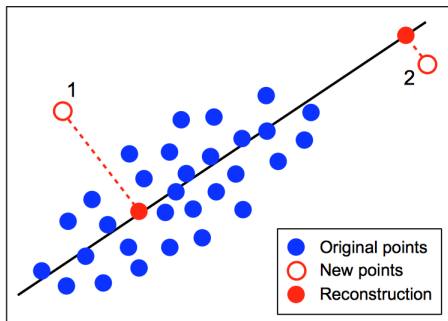 1
2
Original points
New points
Reconstruction